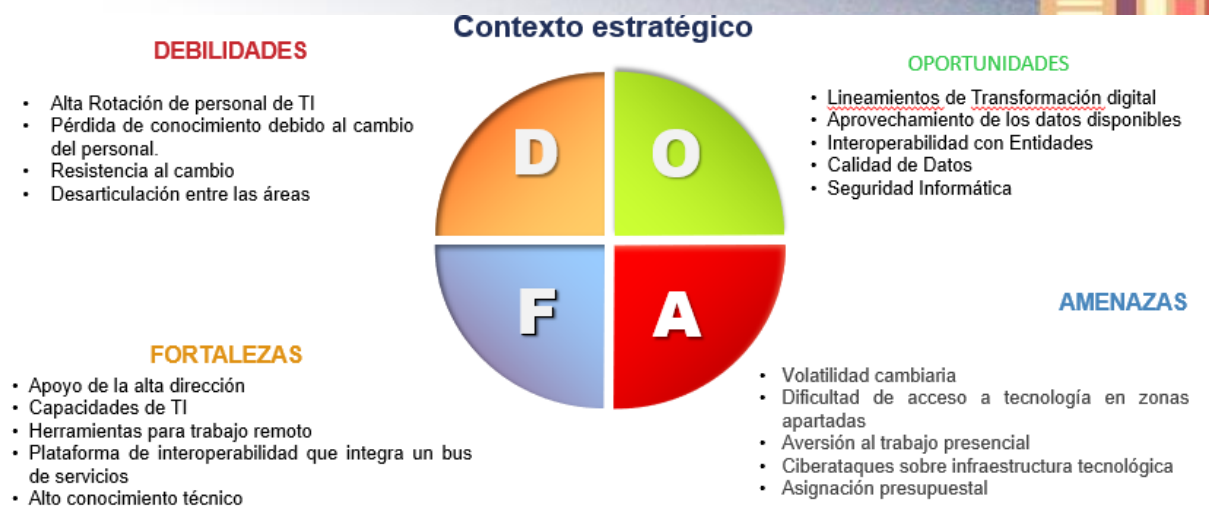 Contexto estratégico
DEBILIDADES
• Alta Rotación de personal de TI
• Pérdida de conocimiento debido al cambio
del personal.
• Resistencia al cambio
• Desarticulación entre las áreas
D
O
F
A
OPORTUNIDADES
• Lineamientos de Transformación digital
• Aprovechamiento de los datos disponibles
• Interoperabilidad con Entidades
• Calidad de Datos
• Seguridad Informática
FORTALEZAS
• Apoyo de la alta dirección
• Capacidades de TI
• Herramientas para trabajo remoto
• Plataforma de interoperabilidad que integra un bus
de servicios
• Alto conocimiento técnico
AMENAZAS
• Volatilidad cambiaria
• Dificultad de acceso a tecnología en zonas
apartadas
• Aversión al trabajo presencial
• Ciberataques sobre infraestructura tecnológica
• Asignación presupuestal